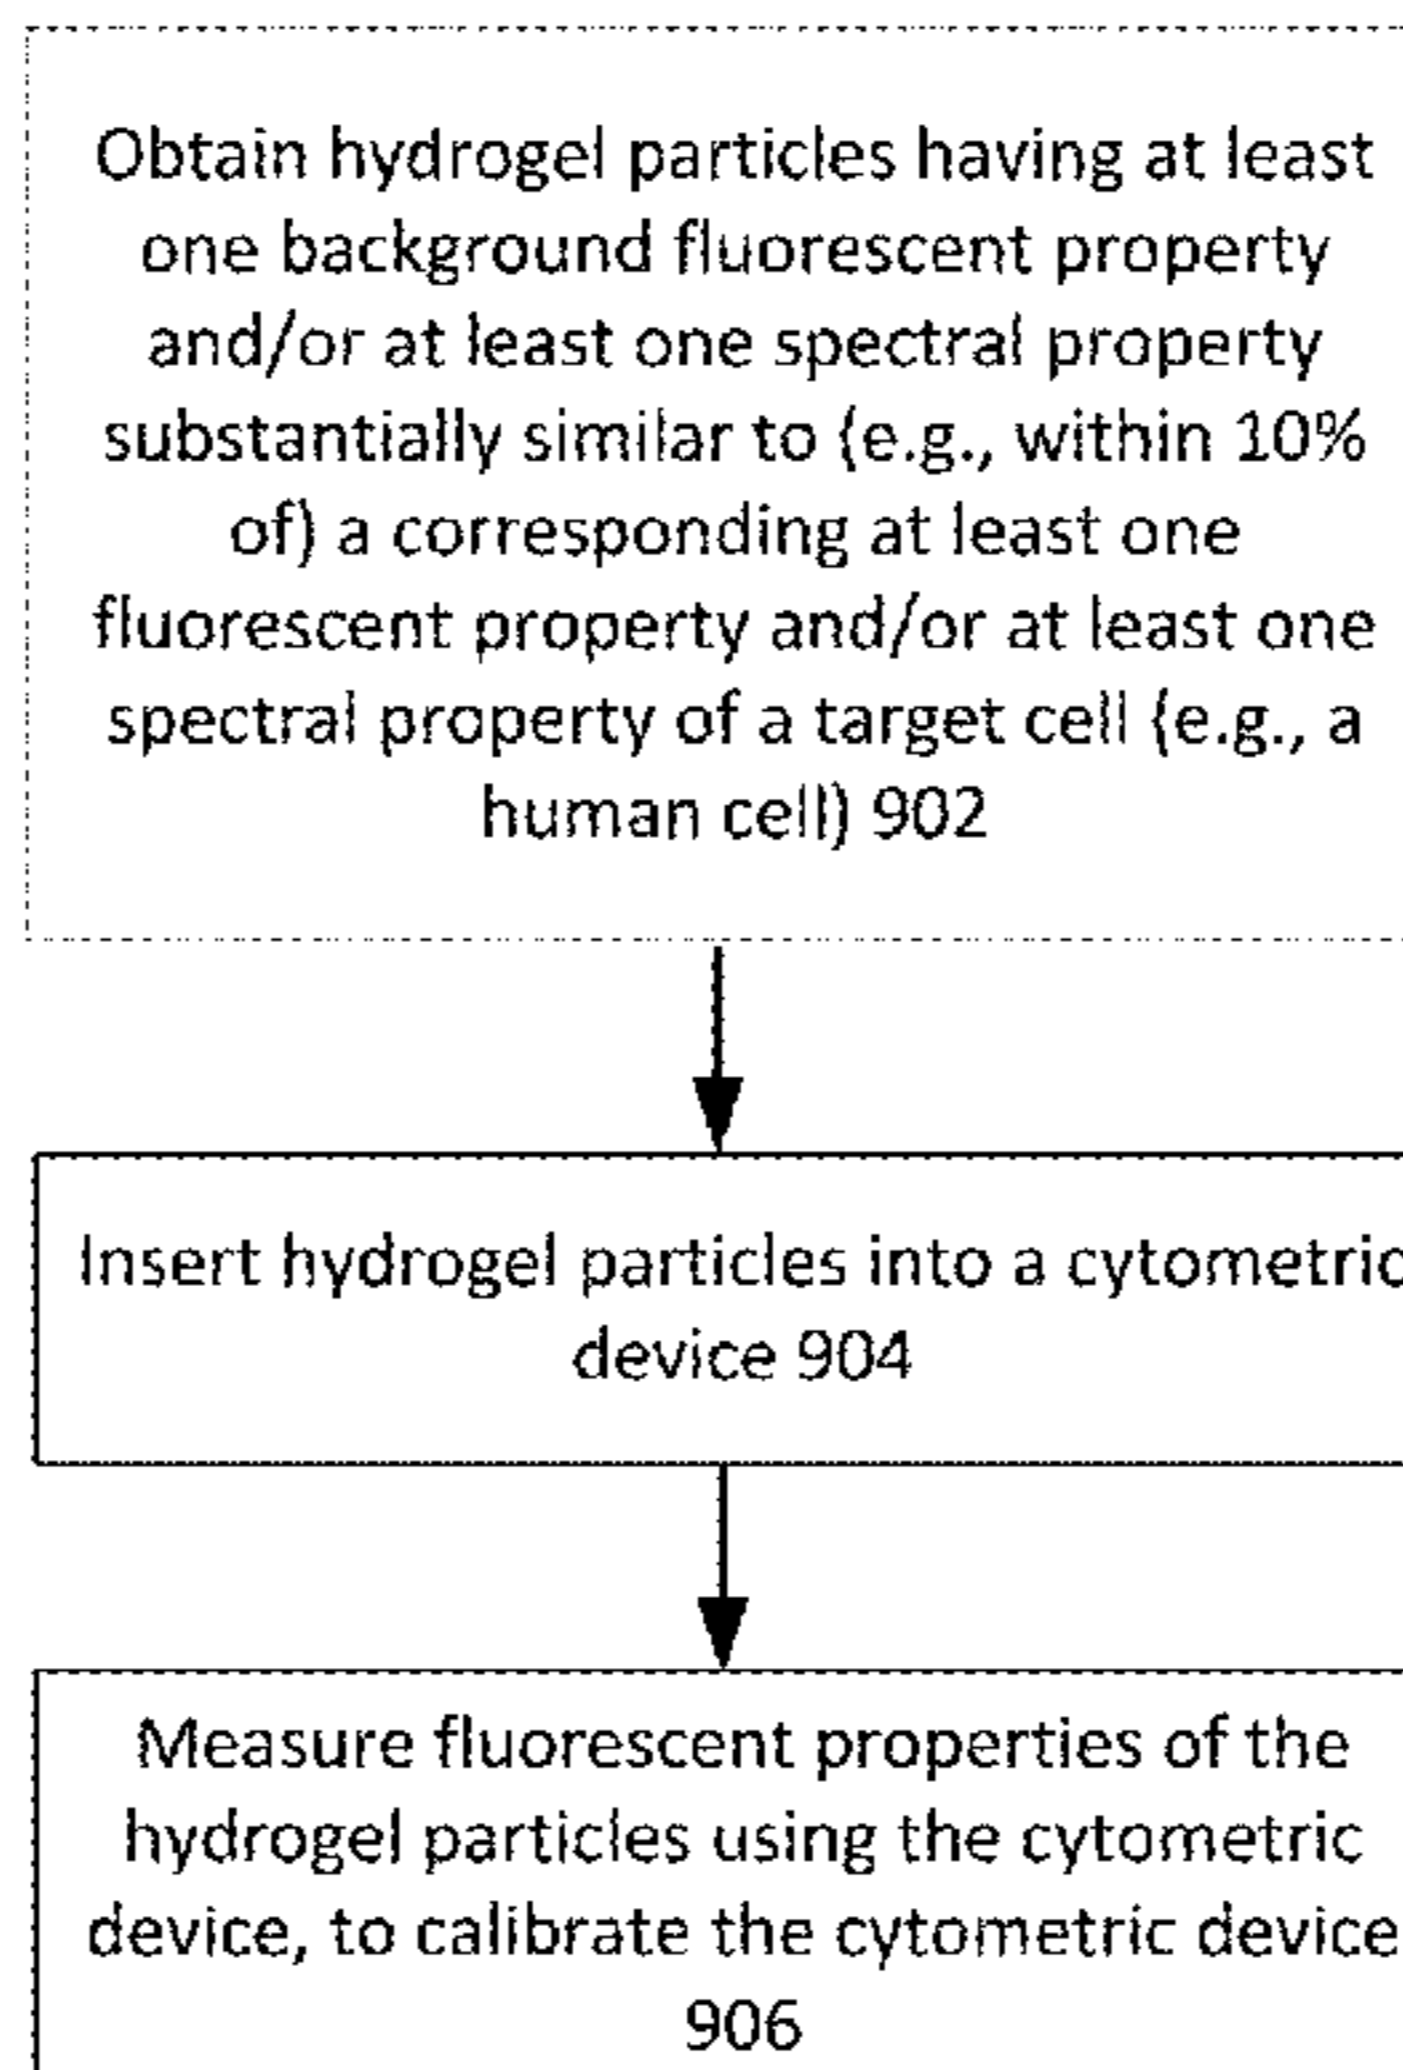 Obtain hydrogel particles having at least
one background fluorescent property
and/or at least one spectral property
substantially similar to (e.g., within 10%
of) a corresponding at least one
fluorescent property and/or at least one
spectral property of a target cell (e.g., a
human cell) 902
Insert hydrogel particles into a cytometric
device 904
Measure fluorescent properties of the
hydrogel particles using the cytometric
device, to calibrate the cytometric device
906